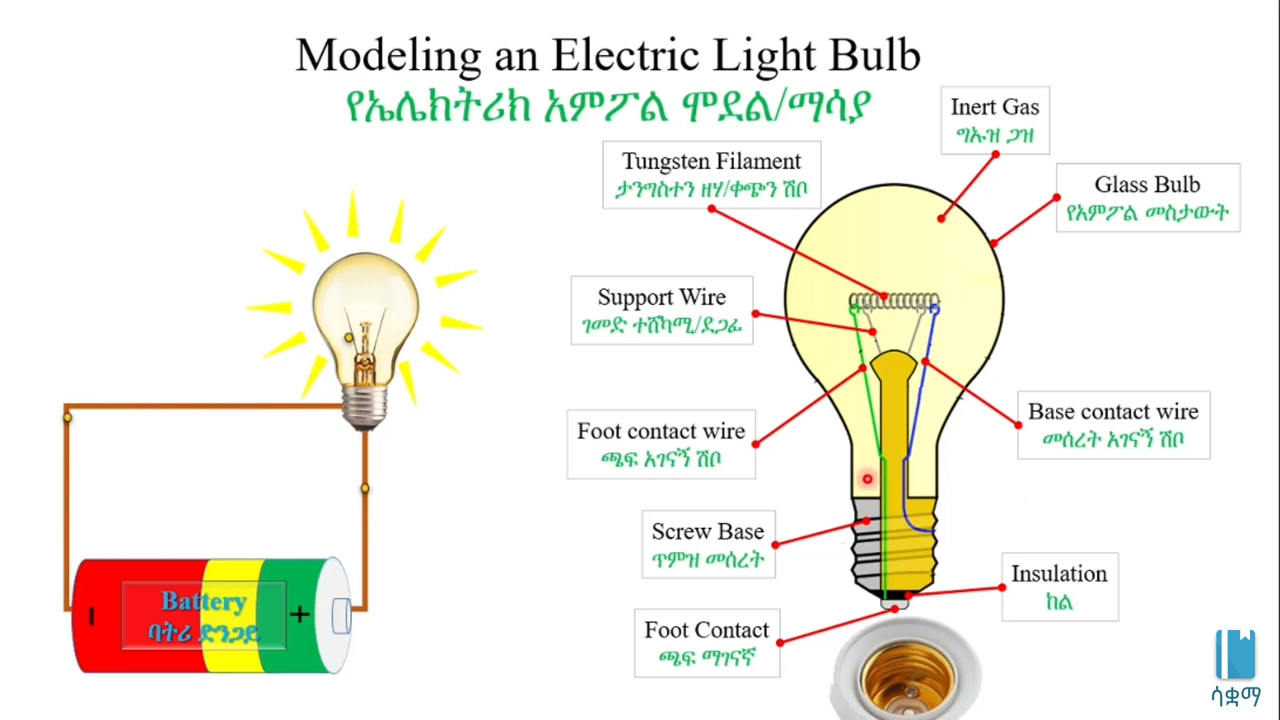 Modeling an Electric Light Bulb
የኤሌክትሪክ አምፖል ሞደል/ማሳያ
Inert Gas
ግኡዝ ጋዝ
Tungsten Filament
ታንግስተን ዘሃ/ቀጭን ሽቦ
Glass Bulb
የአምፖል መስታውት
Support Wire
ገመድ ተሸካሚ/ደጋፊ
Foot contact wire
ጫፍ አገናኝ ሽቦ
Base contact wire
መሰረት አገናኝ ሽቦ
Screw Base
ጥምዝ መሰረት
Insulation
ከል
Foot Contact
ጫፍ ማገናኛ
Battery
ባትሪ ድንጋይ
- +
ሳቋማ